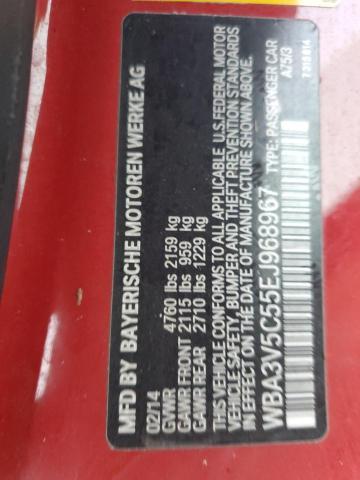 MFD BY BAYERISCHE MOTOREN WERKE AG
02/14
GVWR 4760 lbs 2159 kg
GAWR FRONT 2115 lbs 959 kg
GAWR REAR 2710 lbs 1229 kg
THIS VEHICLE CONFORMS TO ALL APPLICABLE U.S. FEDERAL MOTOR
VEHICLE SAFETY, BUMPER AND THEFT PREVENTION STANDARDS
IN EFFECT ON THE DATE OF MANUFACTURE SHOWN ABOVE.
WBA3V5C55EJ968967 TYPE: PASSENGER CAR
A75/3